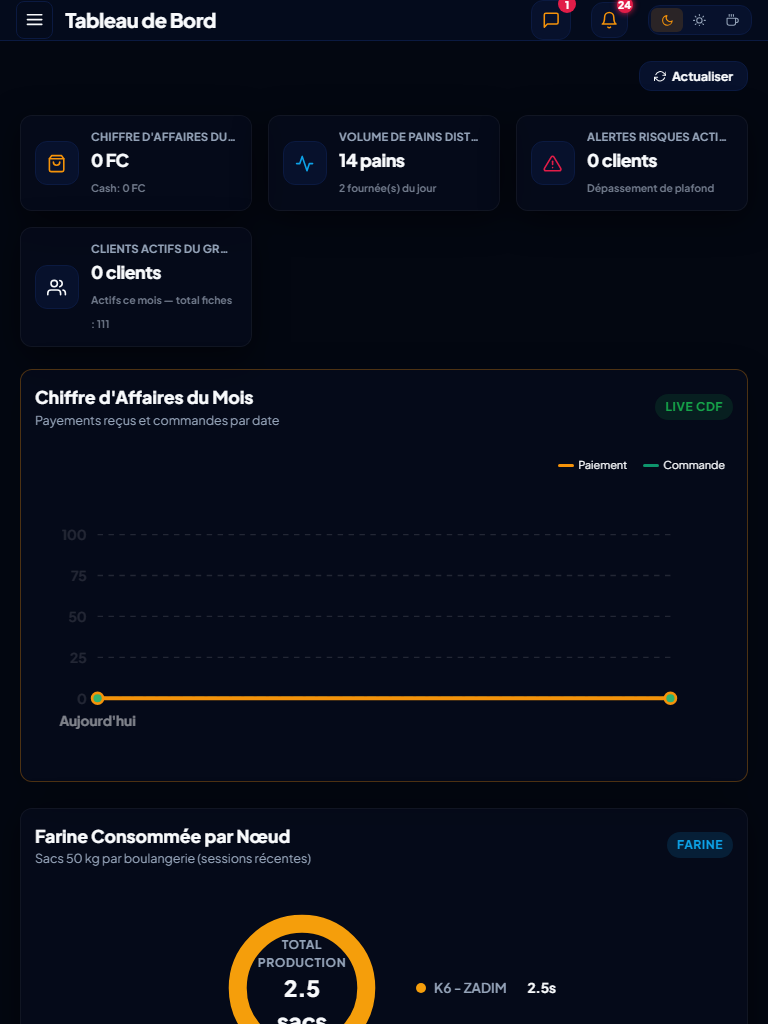 Tableau de Bord
1
24
Actualiser
CHIFFRE D'AFFAIRES DU...
0 FC
Cash: 0 FC
VOLUME DE PAINS DIST...
14 pains
2 fournée(s) du jour
ALERTES RISQUES ACTI...
0 clients
Dépassement de plafond
CLIENTS ACTIFS DU GR...
0 clients
Actifs ce mois — total fiches
: 111
Chiffre d'Affaires du Mois
Payements reçus et commandes par date
LIVE CDF
Paiement
Commande
100
75
50
25
0
Aujourd'hui
Farine Consommée par Nœud
Sacs 50 kg par boulangerie (sessions récentes)
FARINE
TOTAL
PRODUCTION
2.5
sacs
K6 - ZADIM 2.5s